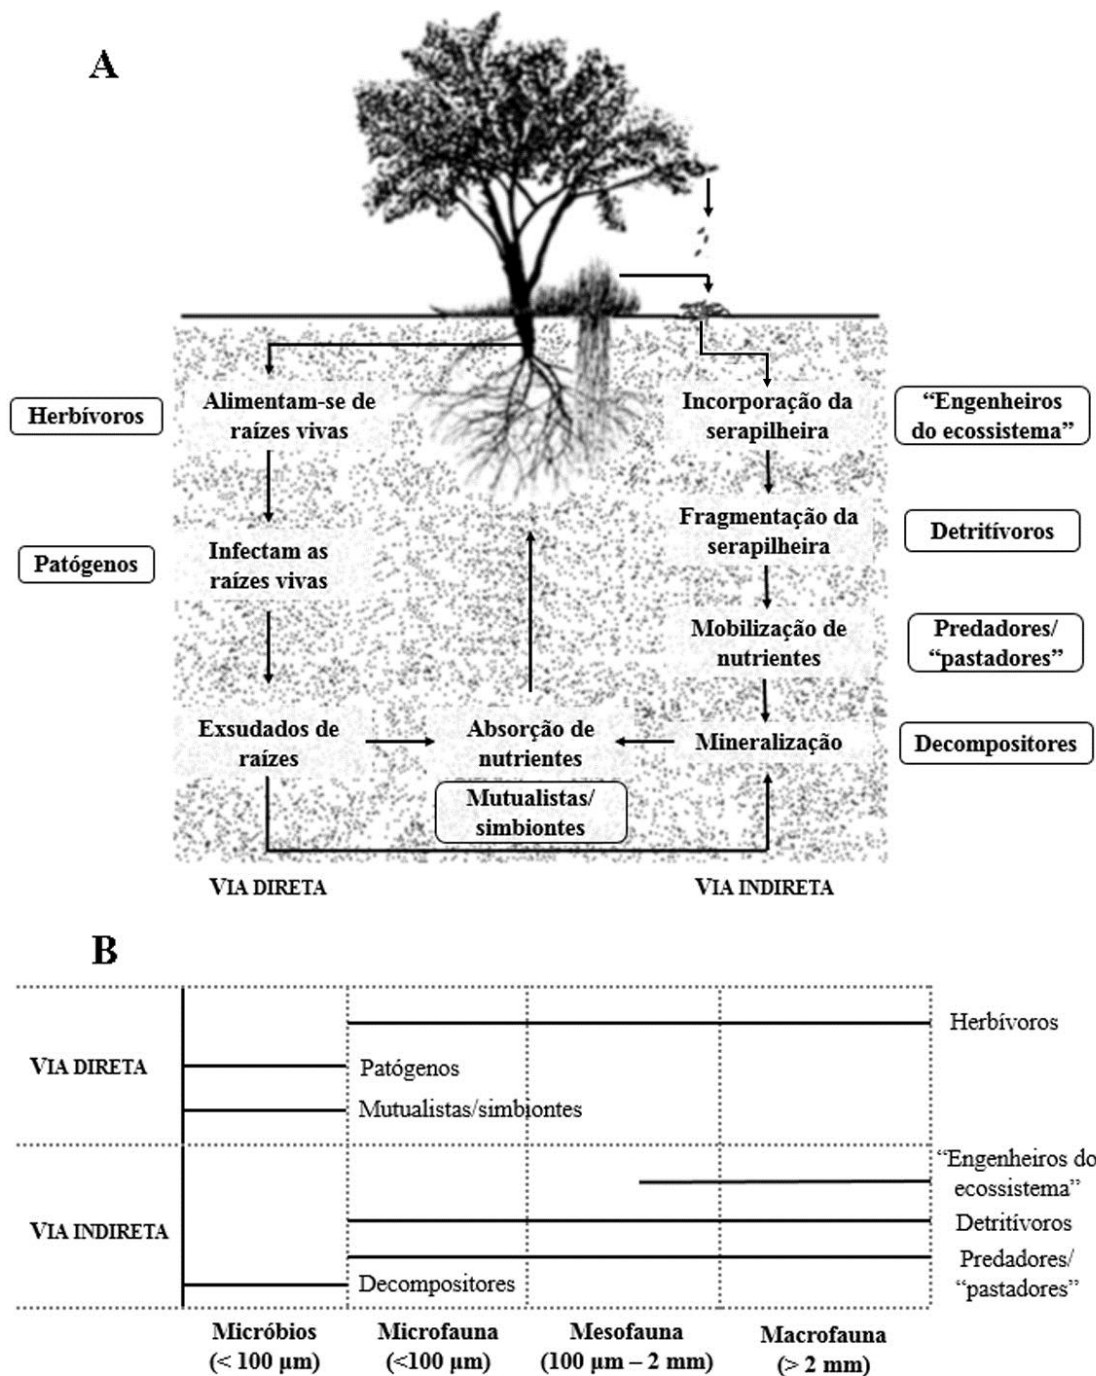 A
Herbívoros
Alimentam-se de
raízes vivas
Incorporação da
serapilheira
“Engenheiros
do ecossistema”
Patógenos
Infectam as
raízes vivas
Fragmentação da
serapilheira
Detritívoros
Mobilização de
nutrientes
Predadores/
“pastadores”
Exsudados de
raízes
Absorção de
nutrientes
Mineralização
Decompositores
Mutualistas/
simbiontes
VIA DIRETA
VIA INDIRETA
B
VIA DIRETA
Herbívoros
Patógenos
Mutualistas/simbiontes
VIA INDIRETA
“Engenheiros do
ecossistema”
Detritívoros
Predadores/
“pastadores”
Decompositores
Micróbios
(< 100 μm)
Microfauna
(<100 μm)
Mesofauna
(100 μm – 2 mm)
Macrofauna
(> 2 mm)